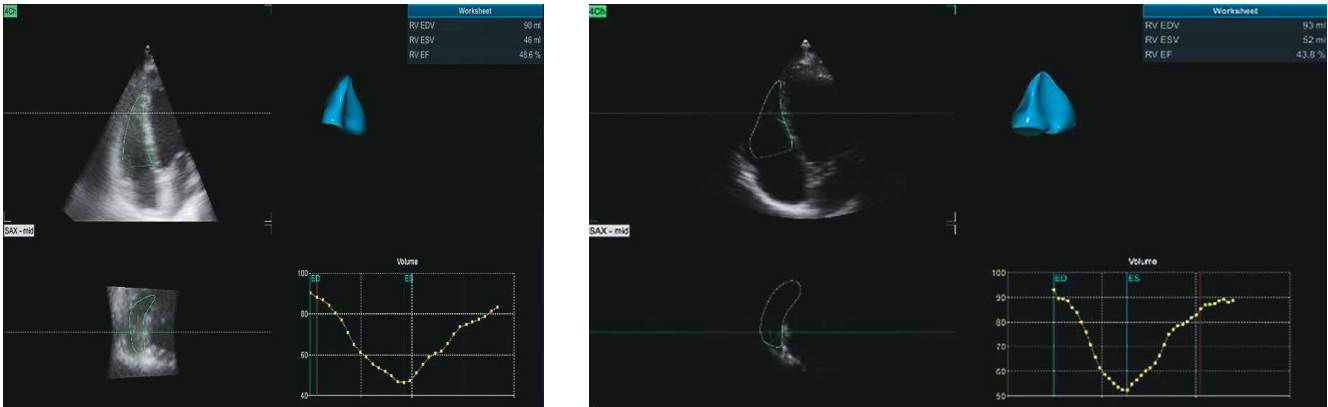 4Ch
Worksheet
RV EDV 90 ml
RV ESV 46 ml
RV EF 48.6 %
SAX - mid
Volume
100
80
60
40
ED
ES
4Ch
Worksheet
RV EDV 93 ml
RV ESV 52 ml
RV EF 43.8 %
SAX - mid
Volume
100
90
80
70
60
50
ED
ES